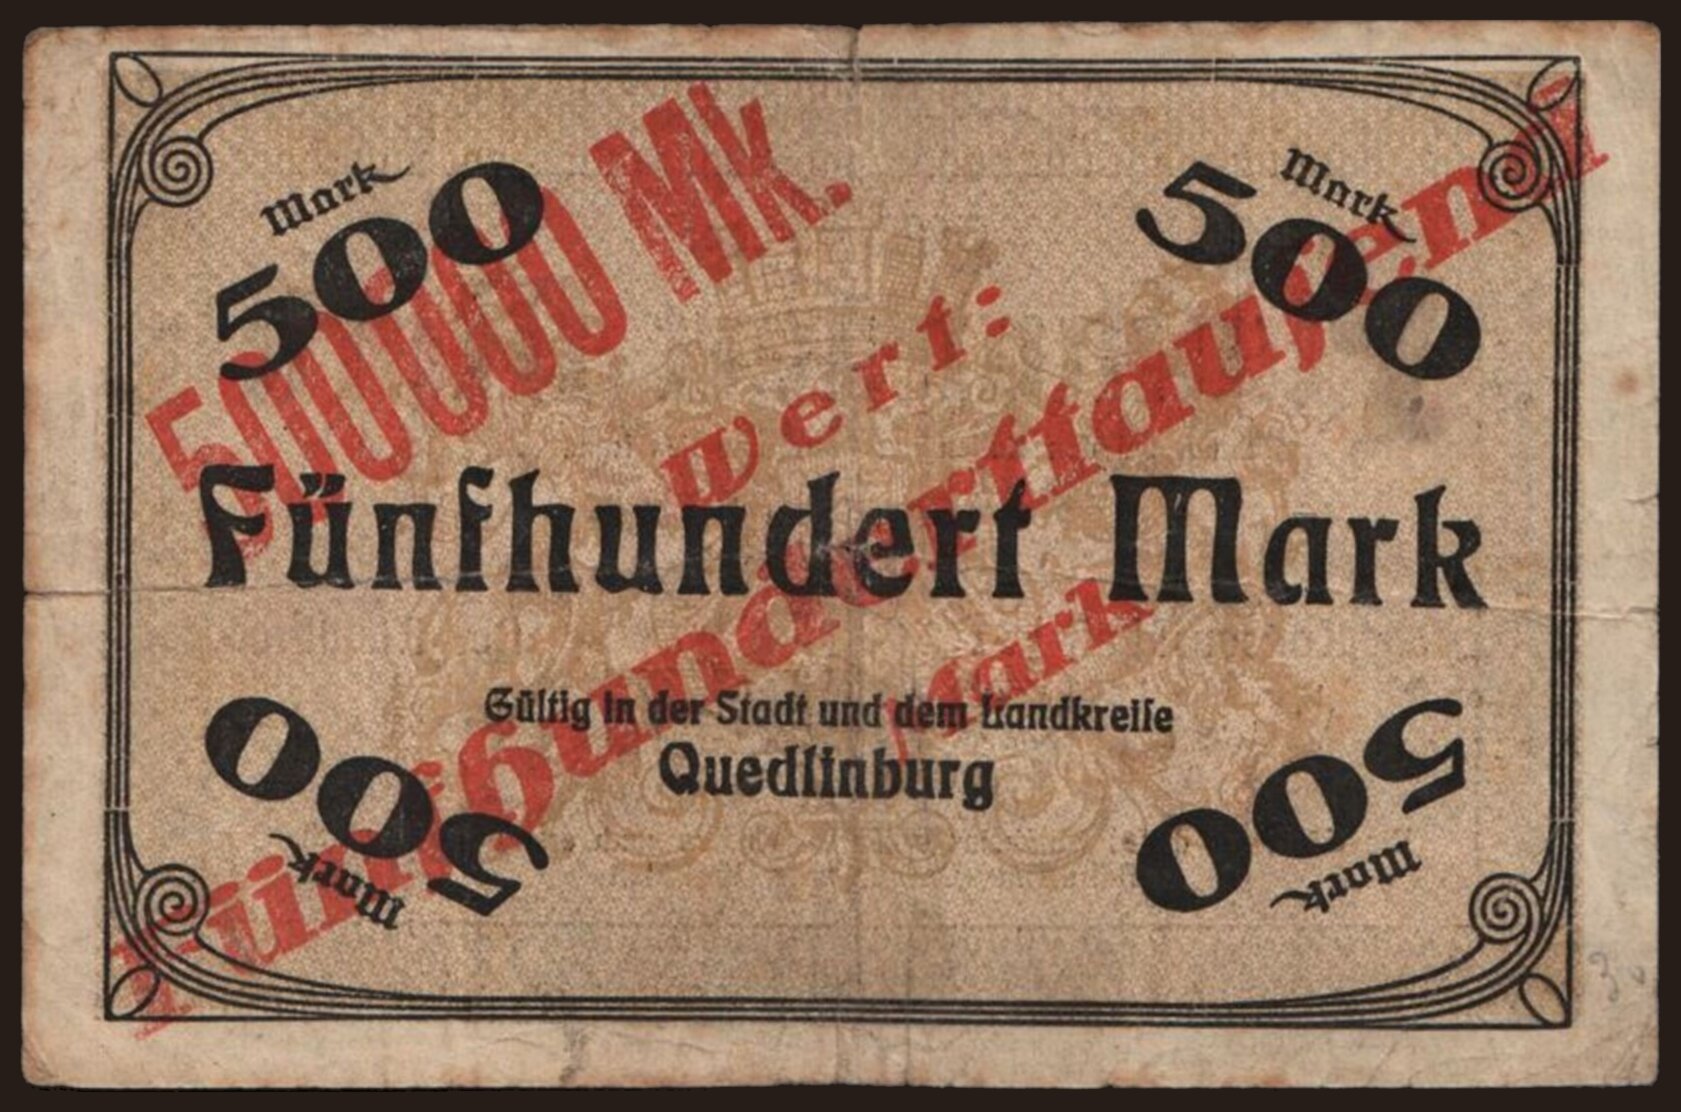 Mark
500
500000 Mk.
Mark
500
wert:
Fünfhunderttauſend
Mark
Fünfhundert Mark
Gültig in der Stadt und dem Landkreiſe
Quedlinburg
500
Mark
500
Mark